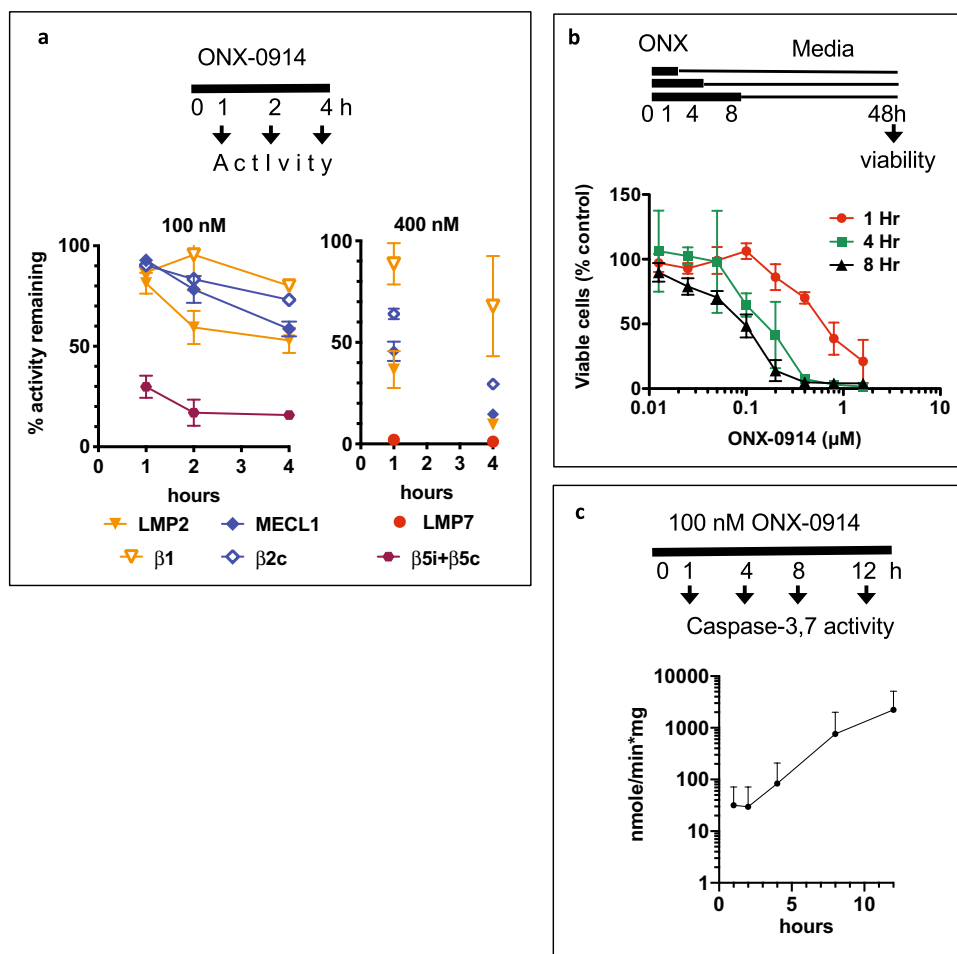 a
ONX-0914
0 1 2 4 h
ActIvity
100 nM
400 nM
% activity remaining
100
50
0
0 1 2 3 4
hours
100
50
0
0 1 2 3 4
hours
LMP2 MECL1 LMP7
β1 β2c β5i+β5c
b
ONX Media
0 1 4 8 48h
viability
Viable cells (% control)
150
100
50
0
0.01 0.1 1 10
ONX-0914 (µM)
1 Hr
4 Hr
8 Hr
c
100 nM ONX-0914
0 1 4 8 12 h
Caspase-3,7 activity
nmole/min*mg
10000
1000
100
10
1
0 5 10
hours